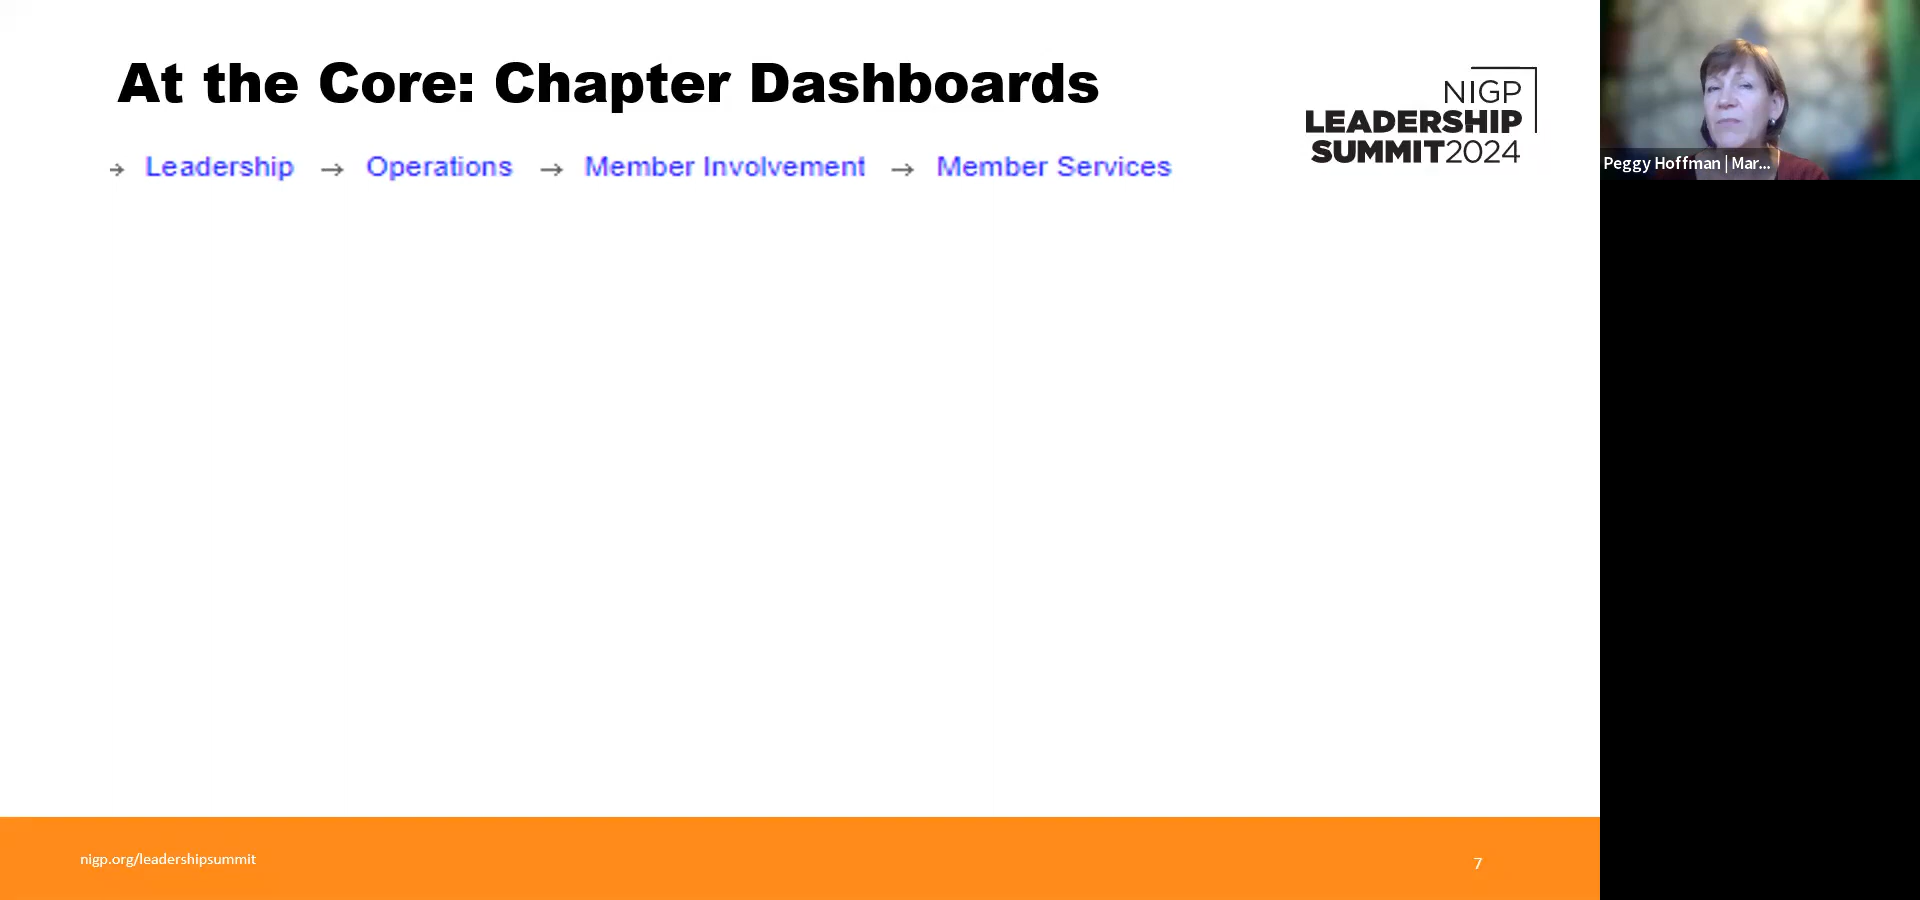 At the Core: Chapter Dashboards
NIGP
LEADERSHIP
SUMMIT2024
→ Leadership → Operations → Member Involvement → Member Services
Peggy Hoffman | Mar...
nigp.org/leadershipsummit
7